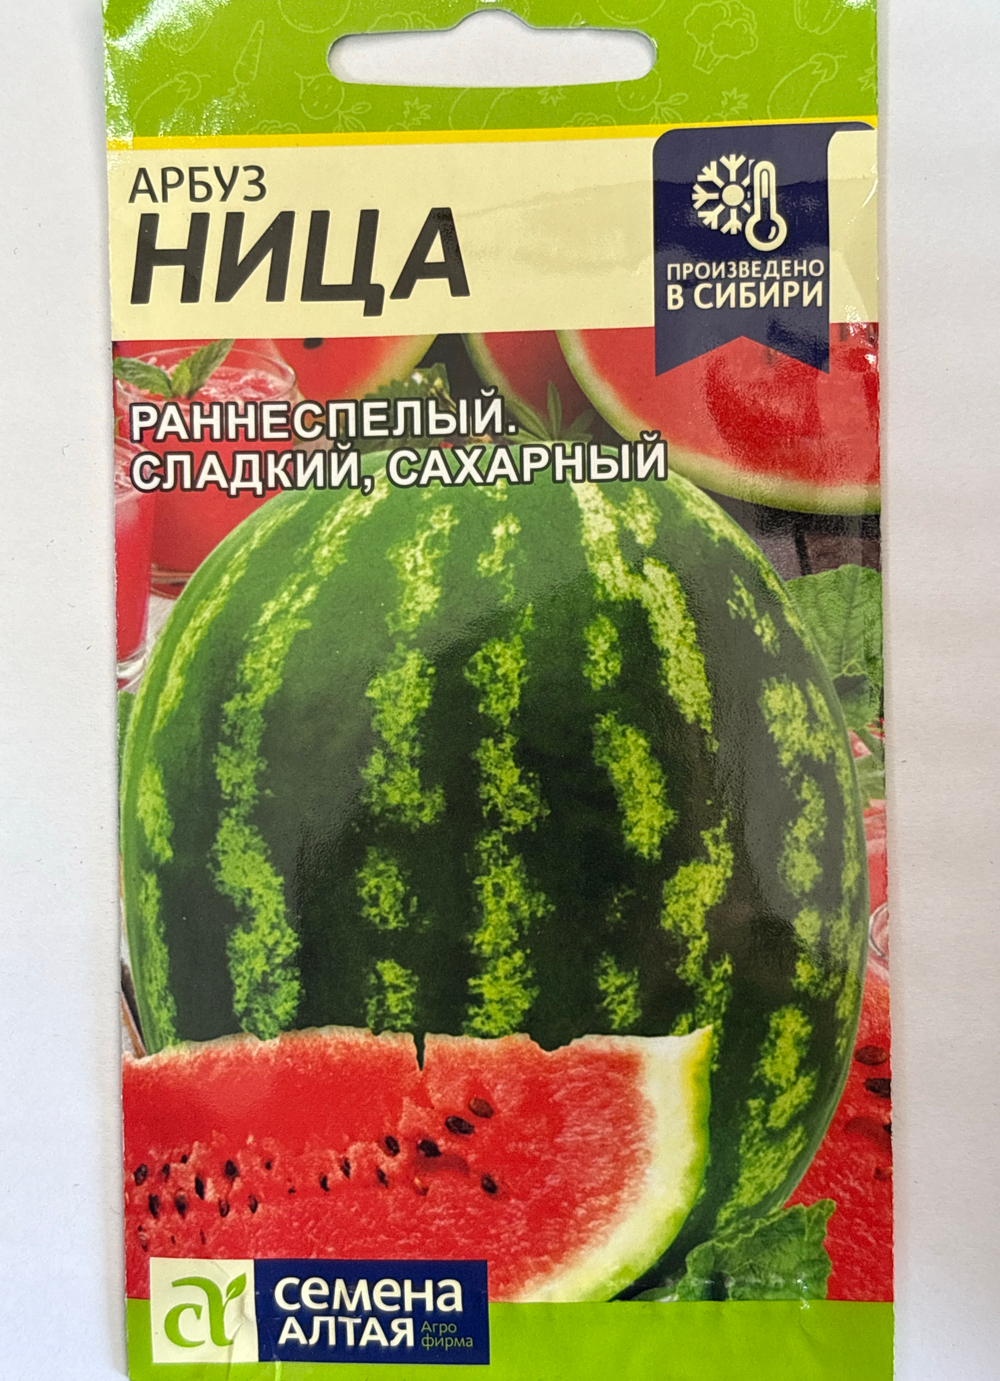 АРБУЗ
НИЦА
ПРОИЗВЕДЕНО
В СИБИРИ
РАННЕСПЕЛЫЙ.
СЛАДКИЙ, САХАРНЫЙ
семена
АЛТАЯ
Агро
фирма